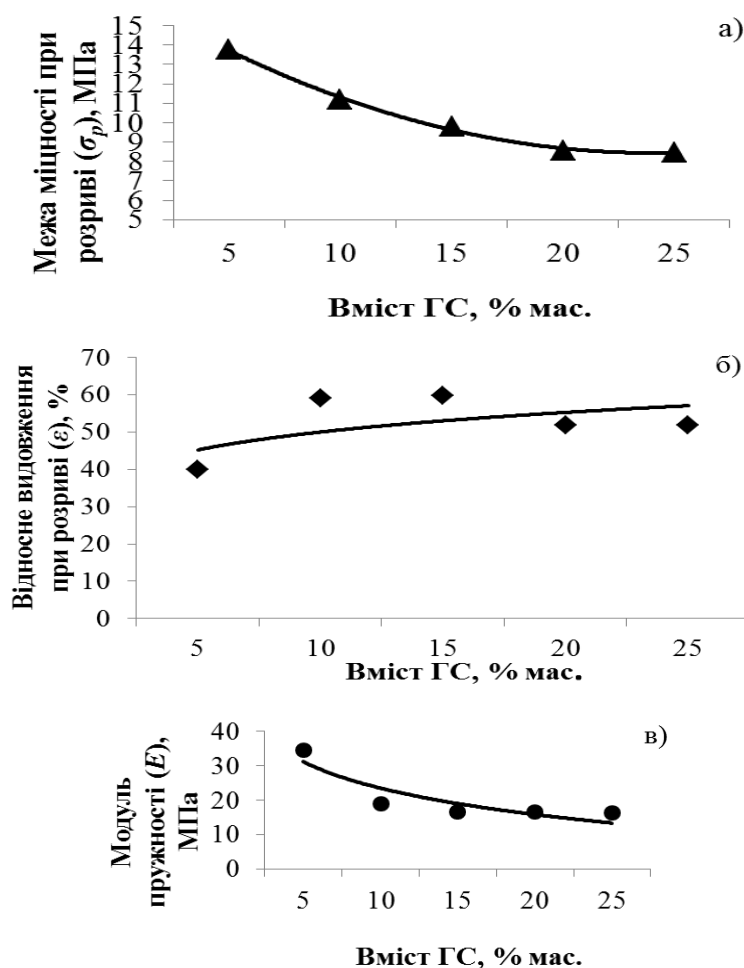 а)
Межа міцності при
розриві (σр), МПа
15
14
13
12
11
10
9
8
7
6
5
5 10 15 20 25
Вміст ГС, % мас.
б)
Відносне видовження
при розриві (ε), %
70
60
50
40
30
20
10
0
5 10 15 20 25
Вміст ГС, % мас.
в)
Модуль
пружності (E),
МПа
40
30
20
10
0
5 10 15 20 25
Вміст ГС, % мас.